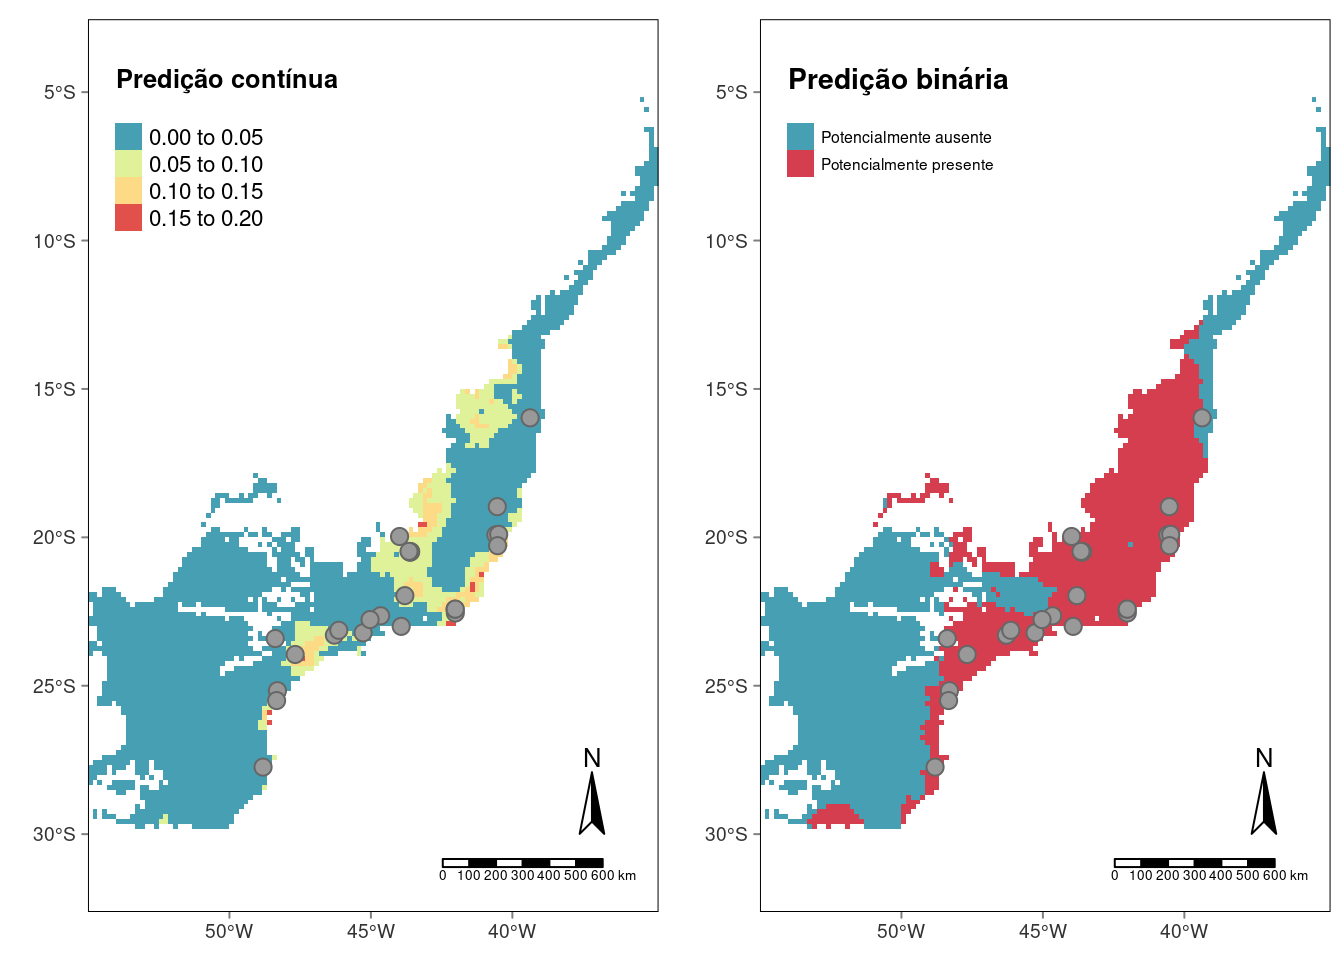 Predição contínua
0.00 to 0.05
0.05 to 0.10
0.10 to 0.15
0.15 to 0.20
5°S
10°S
15°S
20°S
25°S
30°S
N
0 100 200 300 400 500 600 km
50°W 45°W 40°W
Predição binária
Potencialmente ausente
Potencialmente presente
5°S
10°S
15°S
20°S
25°S
30°S
N
0 100 200 300 400 500 600 km
50°W 45°W 40°W